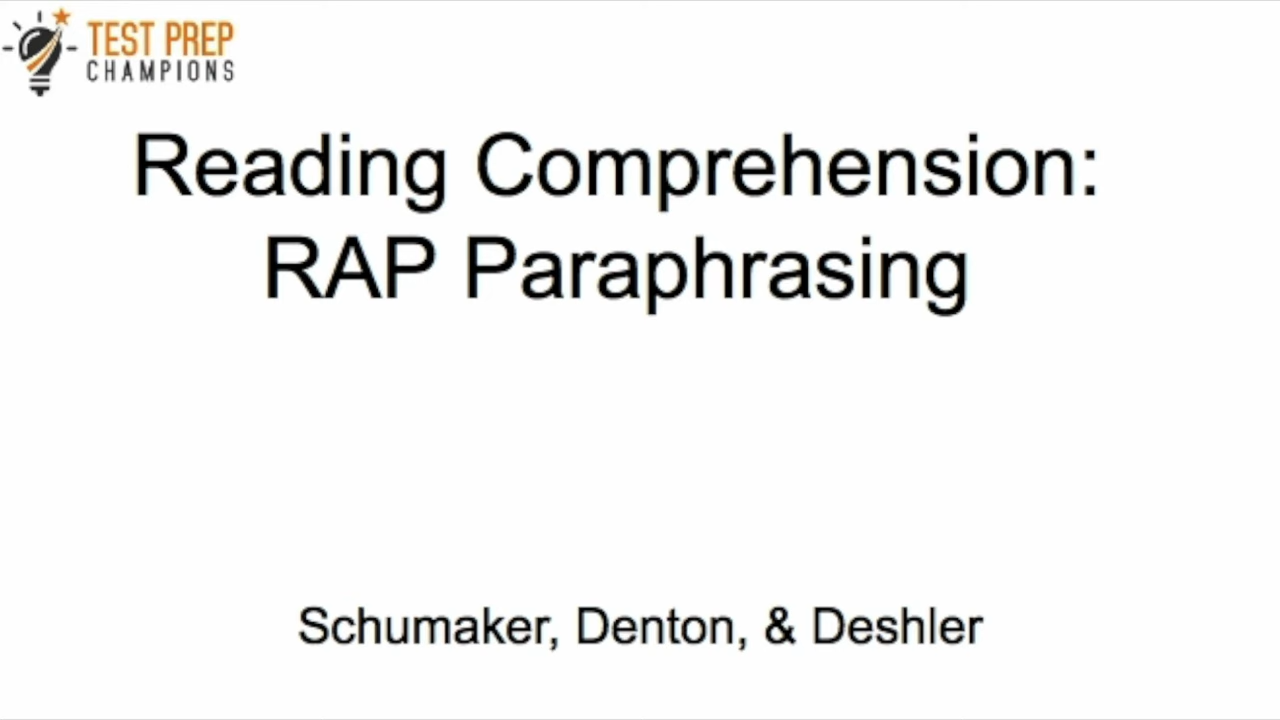 TEST PREP
CHAMPIONS
Reading Comprehension:
RAP Paraphrasing
Schumaker, Denton, & Deshler